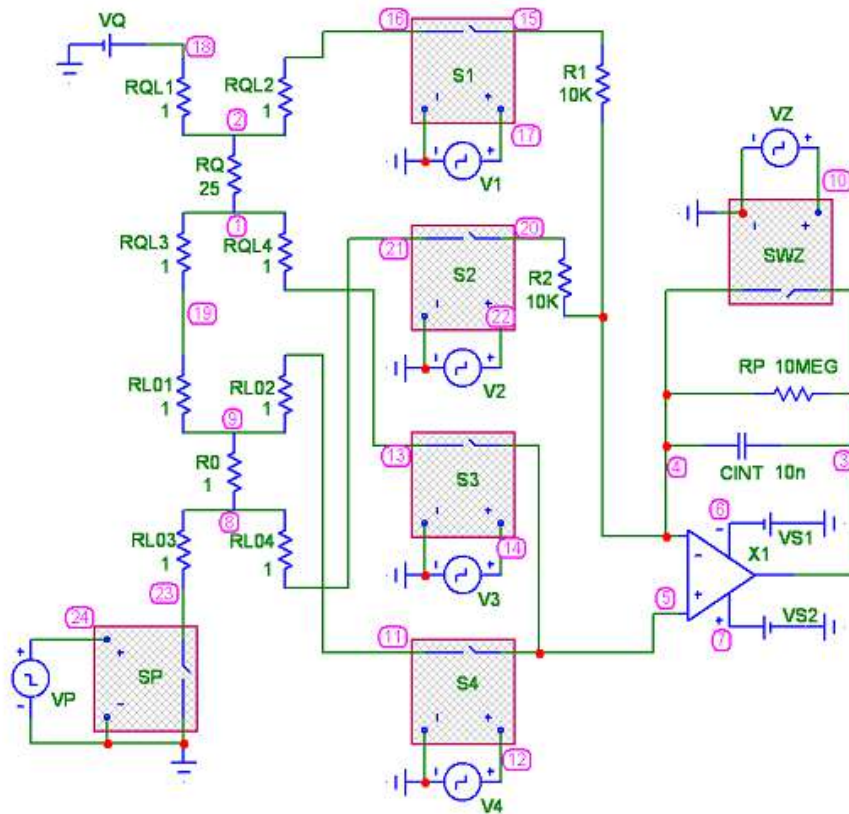 VQ
18
16
15
RQL1
1
RQL2
1
S1
R1
10K
2
17
VZ
RQ
25
V1
10
1
RQL3
1
RQL4
1
21
20
S2
R2
10K
SWZ
19
22
V2
RP 10MEG
RL01
1
RL02
1
9
13
4
CINT 10n
3
R0
1
S3
8
14
6
VS1
X1
RL03
1
RL04
1
V3
5
23
7
VS2
24
11
SP
S4
VP
12
V4